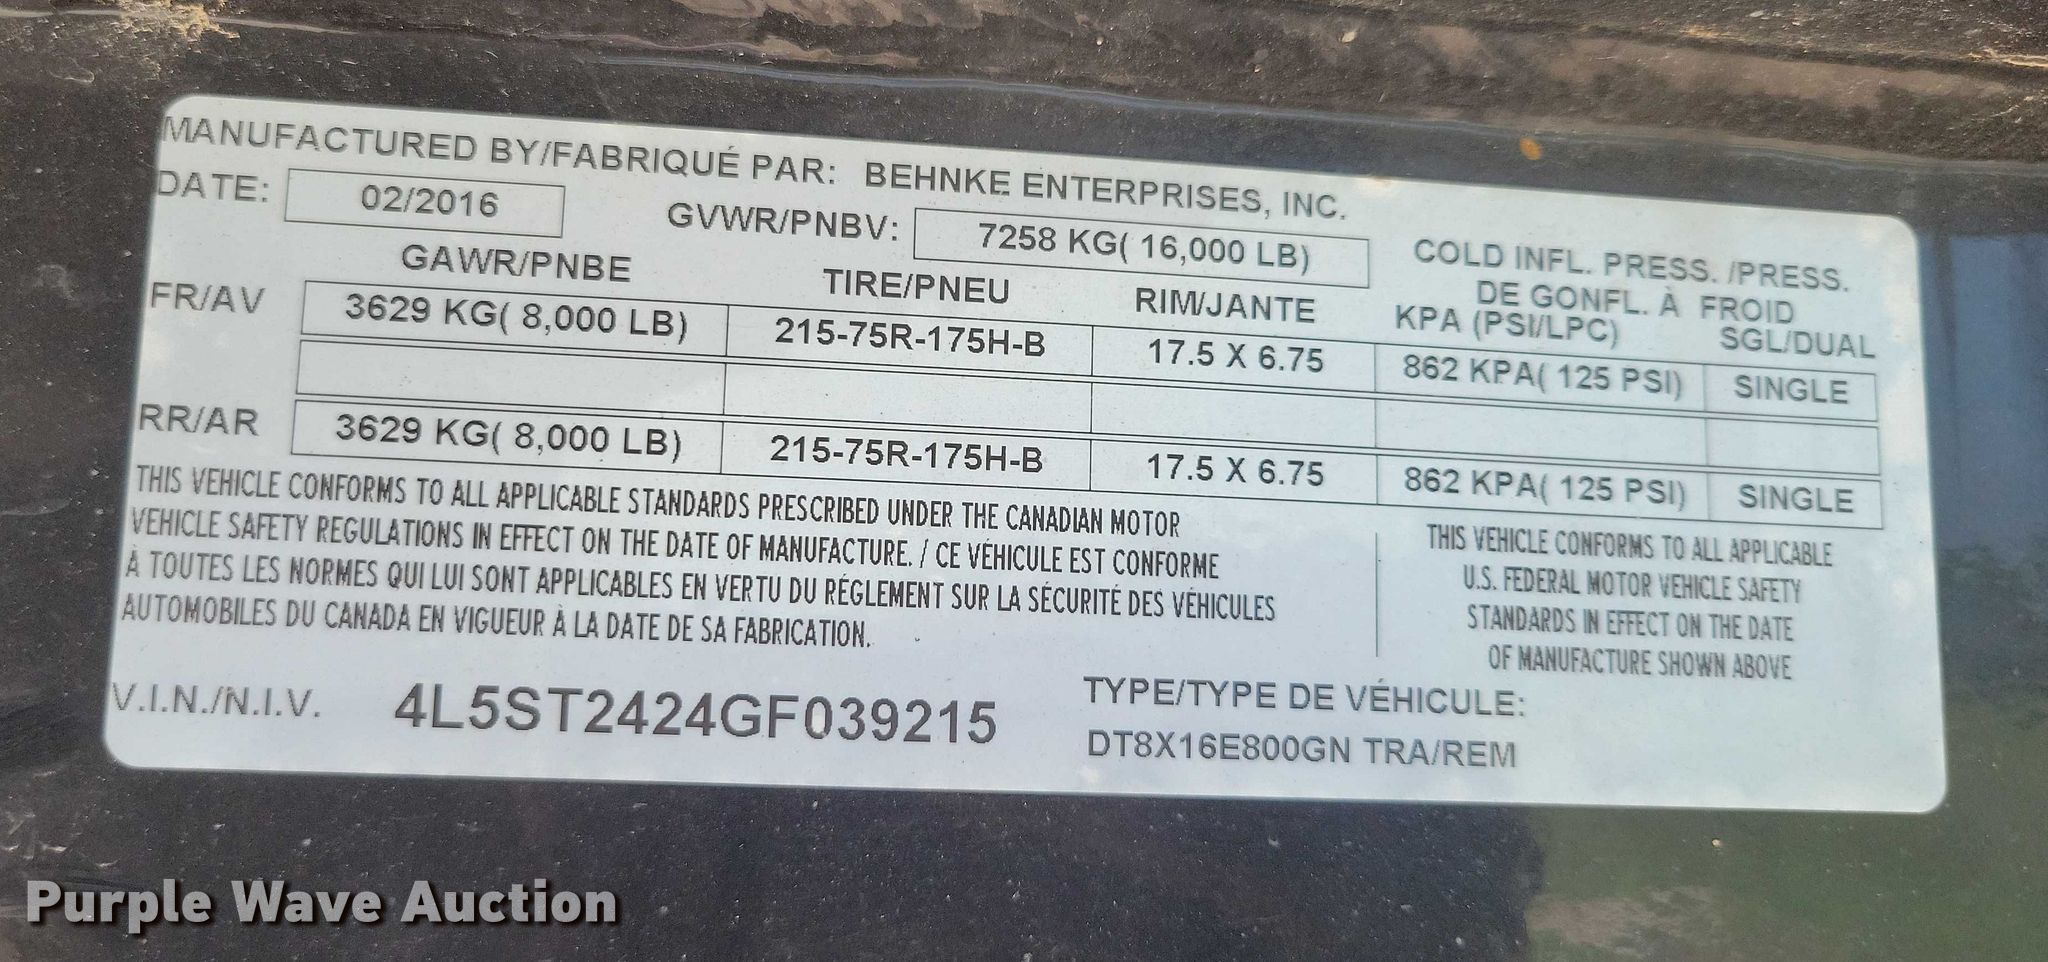 MANUFACTURED BY/FABRIQUÉ PAR: BEHNKE ENTERPRISES, INC.
DATE: 02/2016 GVWR/PNBV: 7258 KG( 16,000 LB)
GAWR/PNBE TIRE/PNEU RIM/JANTE COLD INFL. PRESS. /PRESS.
DE GONFL. À FROID
KPA (PSI/LPC) SGL/DUAL
FR/AV 3629 KG( 8,000 LB) 215-75R-175H-B 17.5 X 6.75 862 KPA( 125 PSI) SINGLE
RR/AR 3629 KG( 8,000 LB) 215-75R-175H-B 17.5 X 6.75 862 KPA( 125 PSI) SINGLE
THIS VEHICLE CONFORMS TO ALL APPLICABLE STANDARDS PRESCRIBED UNDER THE CANADIAN MOTOR
VEHICLE SAFETY REGULATIONS IN EFFECT ON THE DATE OF MANUFACTURE. / CE VÉHICULE EST CONFORME
À TOUTES LES NORMES QUI LUI SONT APPLICABLES EN VERTU DU RÉGLEMENT SUR LA SÉCURITÉ DES VÉHICULES
AUTOMOBILES DU CANADA EN VIGUEUR À LA DATE DE SA FABRICATION.
THIS VEHICLE CONFORMS TO ALL APPLICABLE
U.S. FEDERAL MOTOR VEHICLE SAFETY
STANDARDS IN EFFECT ON THE DATE
OF MANUFACTURE SHOWN ABOVE
V.I.N./N.I.V. 4L5ST2424GF039215
TYPE/TYPE DE VÉHICULE:
DT8X16E800GN TRA/REM
Purple Wave Auction